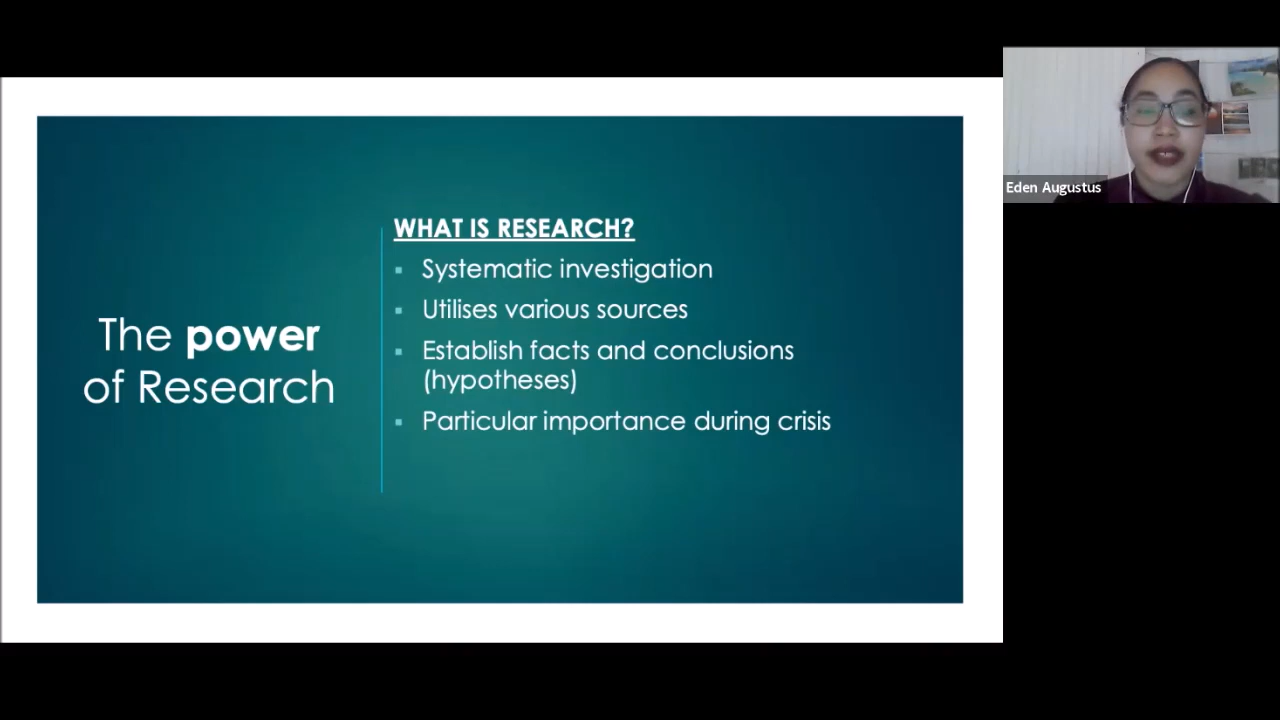 The power
of Research
WHAT IS RESEARCH?
Systematic investigation
Utilises various sources
Establish facts and conclusions
(hypotheses)
Particular importance during crisis
Eden Augustus